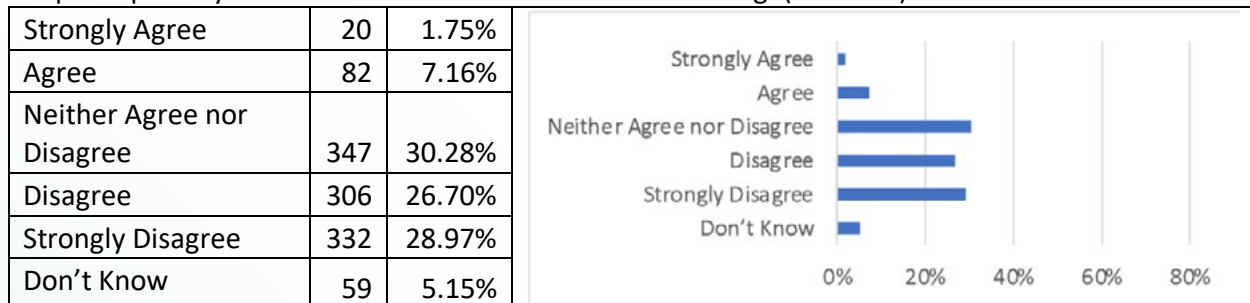 Strongly Agree 20 1.75%
Agree 82 7.16%
Neither Agree nor
Disagree 347 30.28%
Disagree 306 26.70%
Strongly Disagree 332 28.97%
Don't Know 59 5.15%
Strongly Agree
Agree
Neither Agree nor Disagree
Disagree
Strongly Disagree
Don't Know
0% 20% 40% 60% 80%